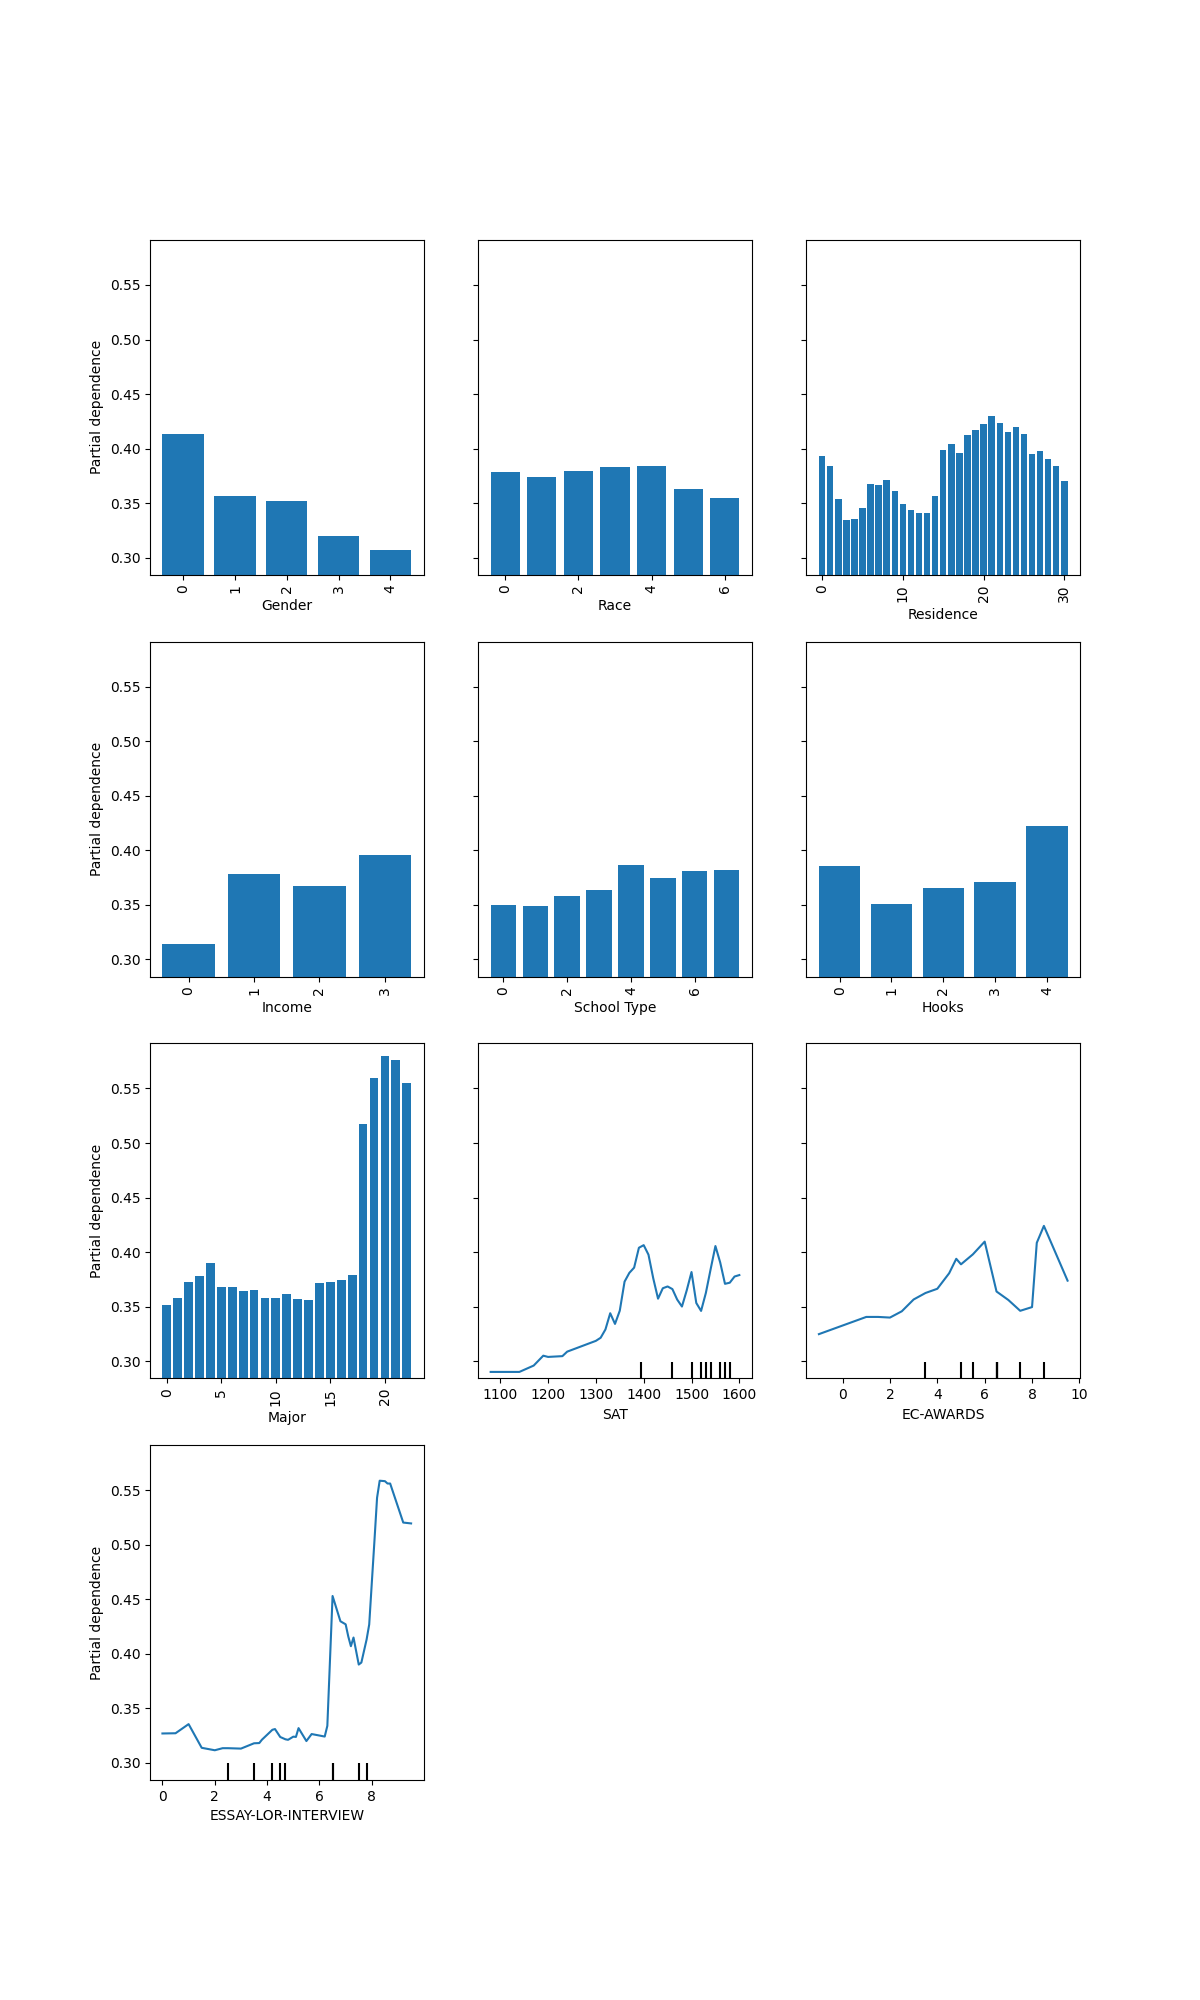 Partial dependence
0.55
0.50
0.45
0.40
0.35
0.30
0 1 2 3 4
Gender
0 2 4 6
Race
0 10 20 30
Residence
Partial dependence
0.55
0.50
0.45
0.40
0.35
0.30
0 1 2 3
Income
0 2 4 6
School Type
0 1 2 3 4
Hooks
Partial dependence
0.55
0.50
0.45
0.40
0.35
0.30
0 5 10 15 20
Major
1100 1200 1300 1400 1500 1600
SAT
0 2 4 6 8 10
EC-AWARDS
Partial dependence
0.55
0.50
0.45
0.40
0.35
0.30
0 2 4 6 8
ESSAY-LOR-INTERVIEW